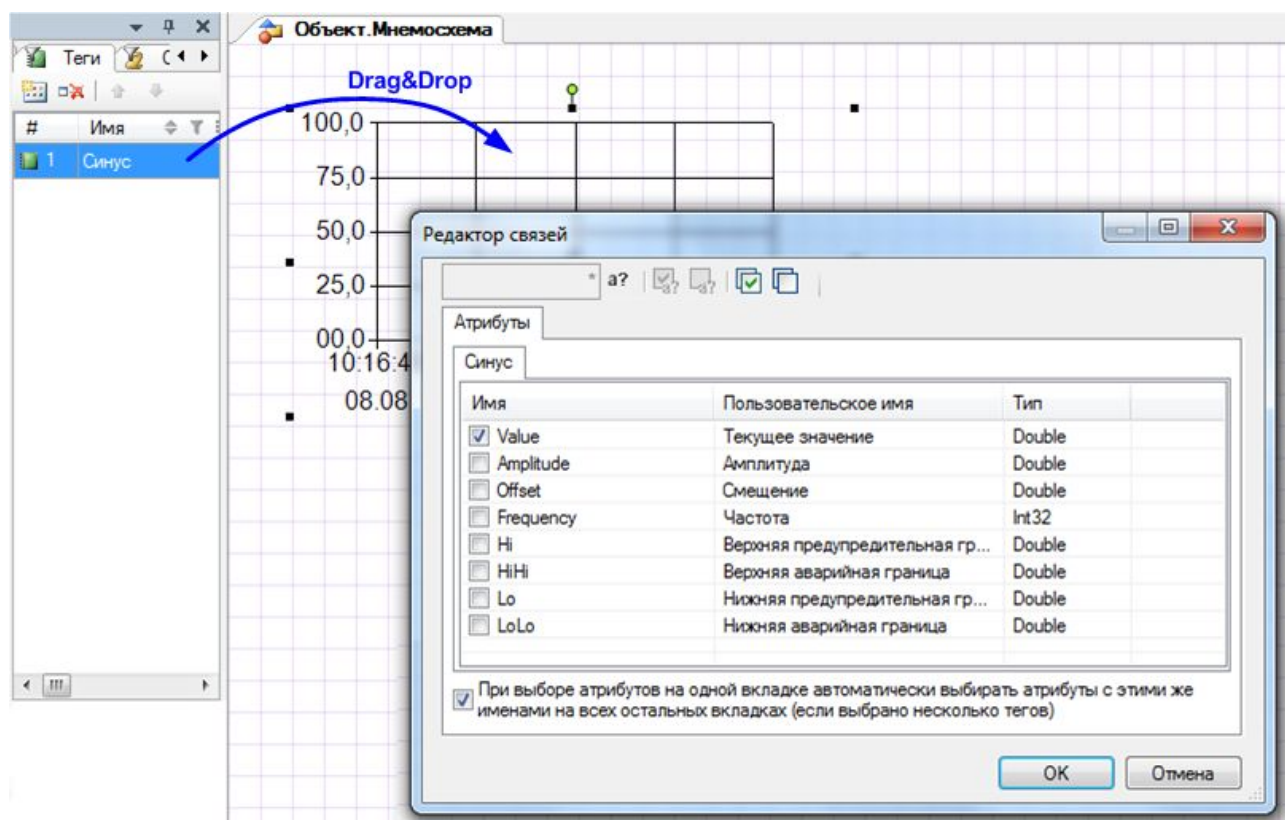 Объект.Мнемосхема
Теги
Drag&Drop
# Имя
1 Синус
100,0
75,0
50,0
25,0
00,0
10:16:4
08.08
Редактор связей
* а?
Атрибуты
Синус
Имя Пользовательское имя Тип
Value Текущее значение Double
Amplitude Амплитуда Double
Offset Смещение Double
Frequency Частота Int32
Hi Верхняя предупредительная гр... Double
HiHi Верхняя аварийная граница Double
Lo Нижняя предупредительная гр... Double
LoLo Нижняя аварийная граница Double
При выборе атрибутов на одной вкладке автоматически выбирать атрибуты с этими же
именами на всех остальных вкладках (если выбрано несколько тегов)
OK Отмена